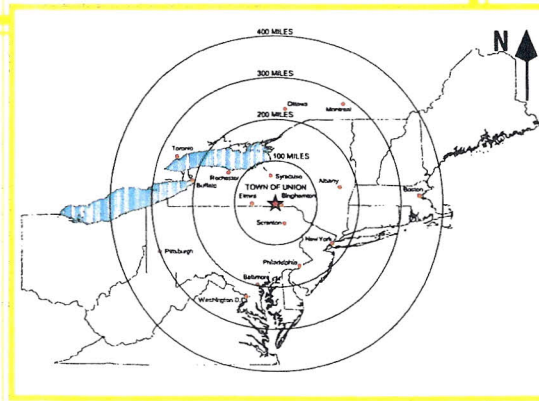 400 MILES
N
300 MILES
Ottawa
Montreal
200 MILES
Toronto
100 MILES
Rochester
Syracuse
Buffalo
TOWN OF UNION
Albany
Boston
Elmira
Binghamton
Scranton
New York
Pittsburgh
Philadelphia
Baltimore
Washington D.C.